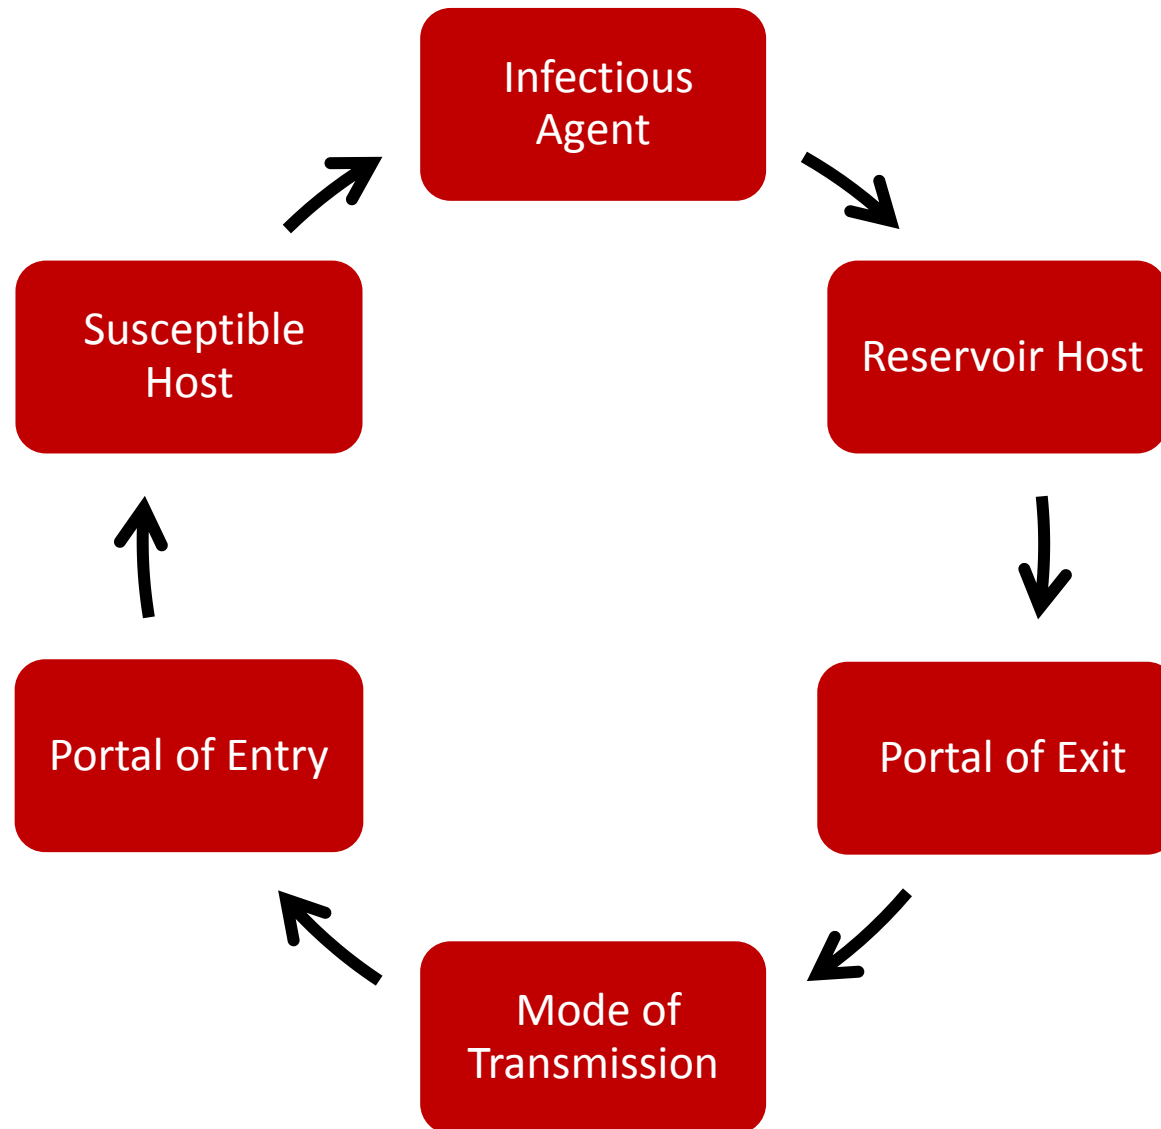 Infectious
Agent
Reservoir Host
Portal of Exit
Mode of
Transmission
Portal of Entry
Susceptible
Host